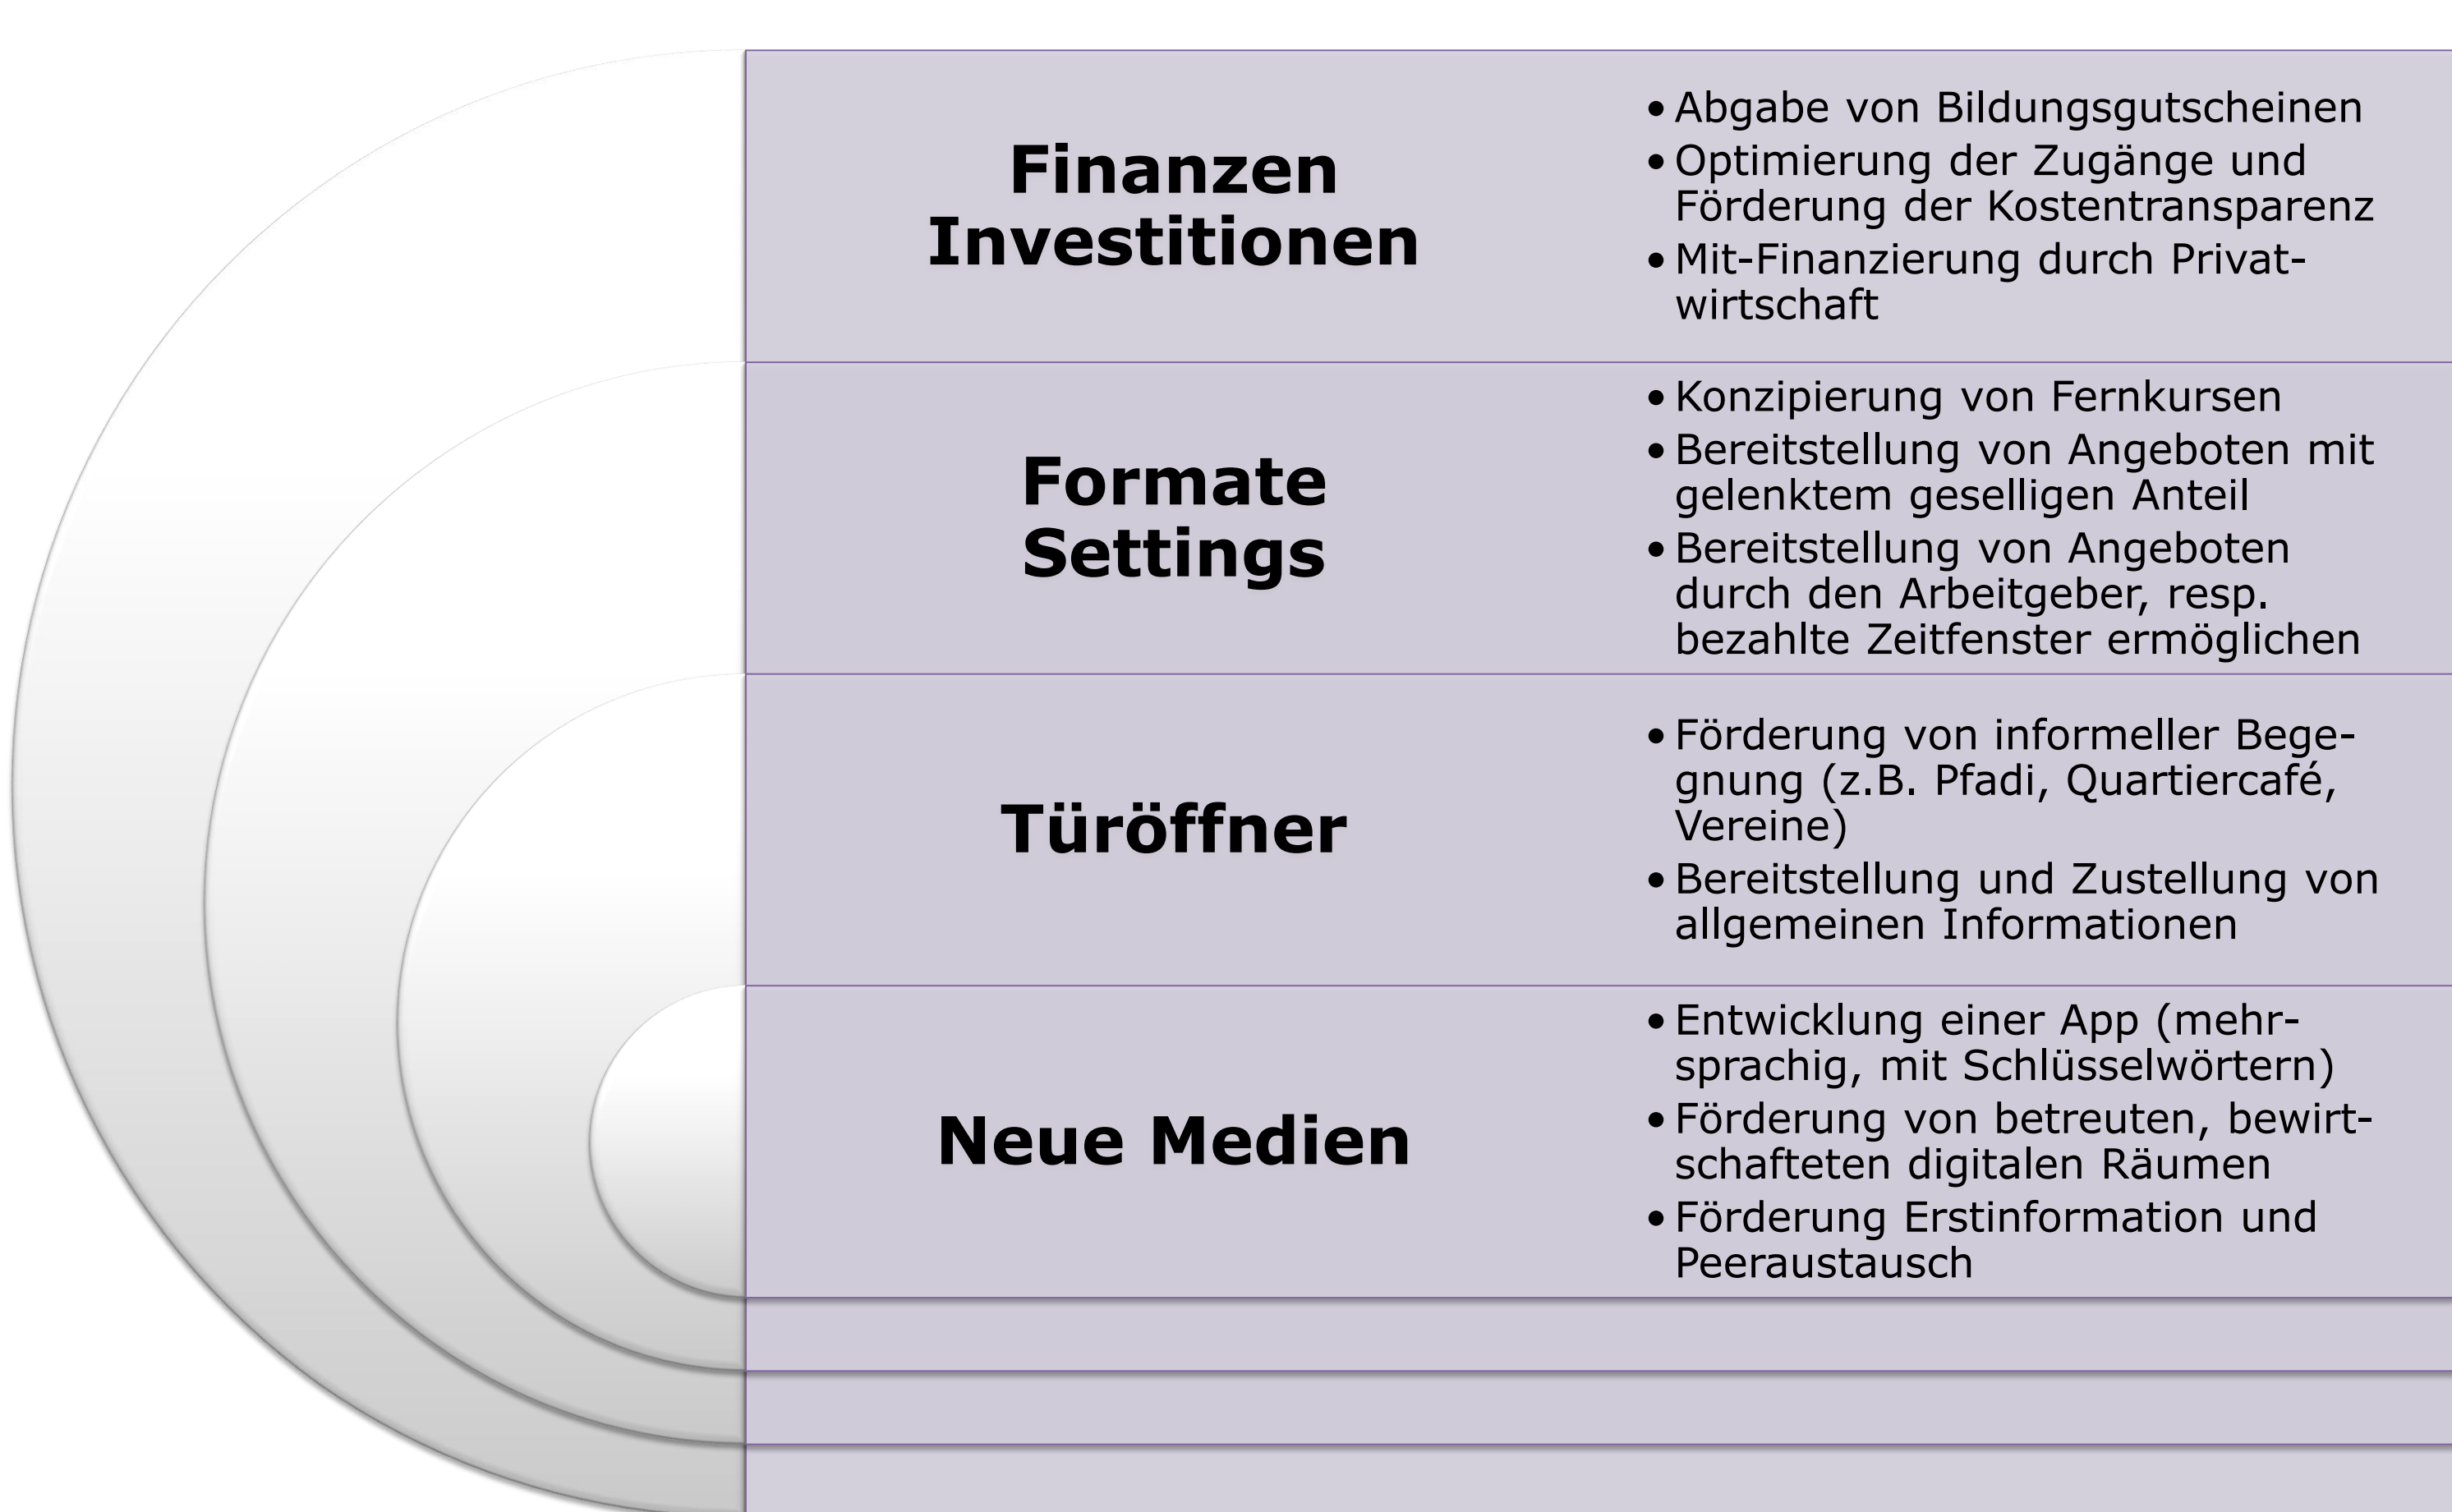 Finanzen
Investitionen
• Abgabe von Bildungsgutscheinen
• Optimierung der Zugänge und
Förderung der Kostentransparenz
• Mit-Finanzierung durch Privat-
wirtschaft
Formate
Settings
• Konzipierung von Fernkursen
• Bereitstellung von Angeboten mit
gelenktem geselligen Anteil
• Bereitstellung von Angeboten
durch den Arbeitgeber, resp.
bezahlte Zeitfenster ermöglichen
Türöffner
• Förderung von informeller Bege-
gnung (z.B. Pfadi, Quartiercafé,
Vereine)
• Bereitstellung und Zustellung von
allgemeinen Informationen
Neue Medien
• Entwicklung einer App (mehr-
sprachig, mit Schlüsselwörtern)
• Förderung von betreuten, bewirt-
schafteten digitalen Räumen
• Förderung Erstinformation und
Peeraustausch